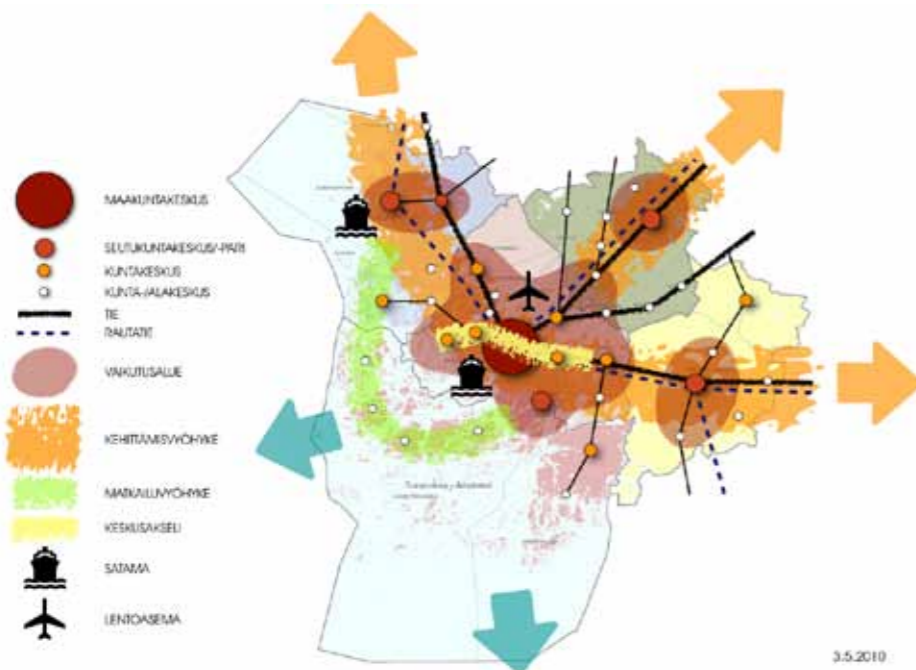 MAAKUNTAKESKUS
SEUTUKUNTAKESKUS/-PARI
KUNTAKESKUS
KUNTA-/ALAKESKUS
TIE
RAUTATIE
VAIKUTUSALUE
KEHITTÄMISVYÖHYKE
MATKAILUVYÖHYKE
KESKUSAKSELI
SATAMA
LENTOASEMA
3.5.2010